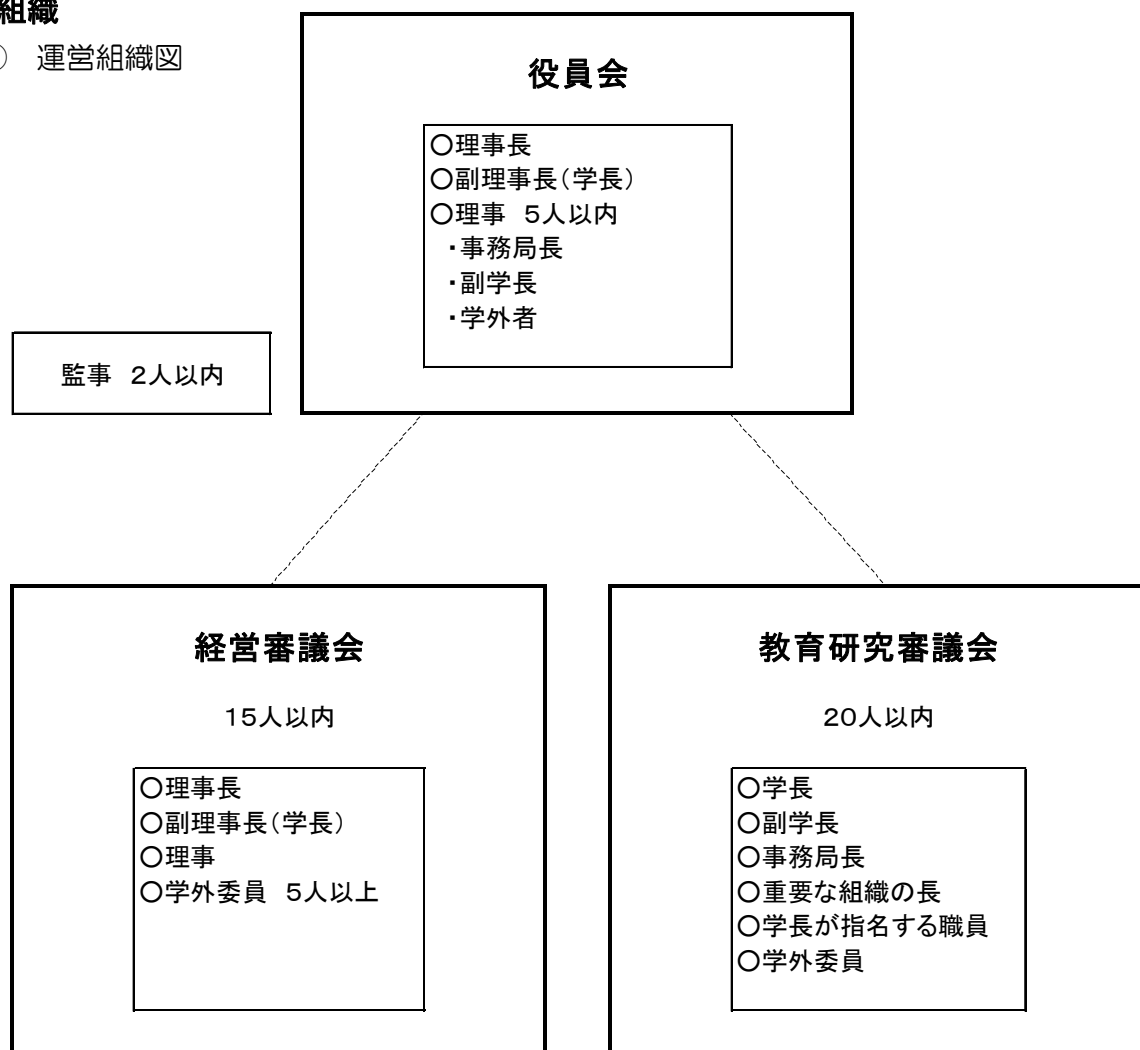 組織
運営組織図
役員会
○理事長
○副理事長（学長）
○理事　5人以内
・事務局長
・副学長
・学外者
監事　2人以内
経営審議会
15人以内
○理事長
○副理事長（学長）
○理事
○学外委員　5人以上
教育研究審議会
20人以内
○学長
○副学長
○事務局長
○重要な組織の長
○学長が指名する職員
○学外委員